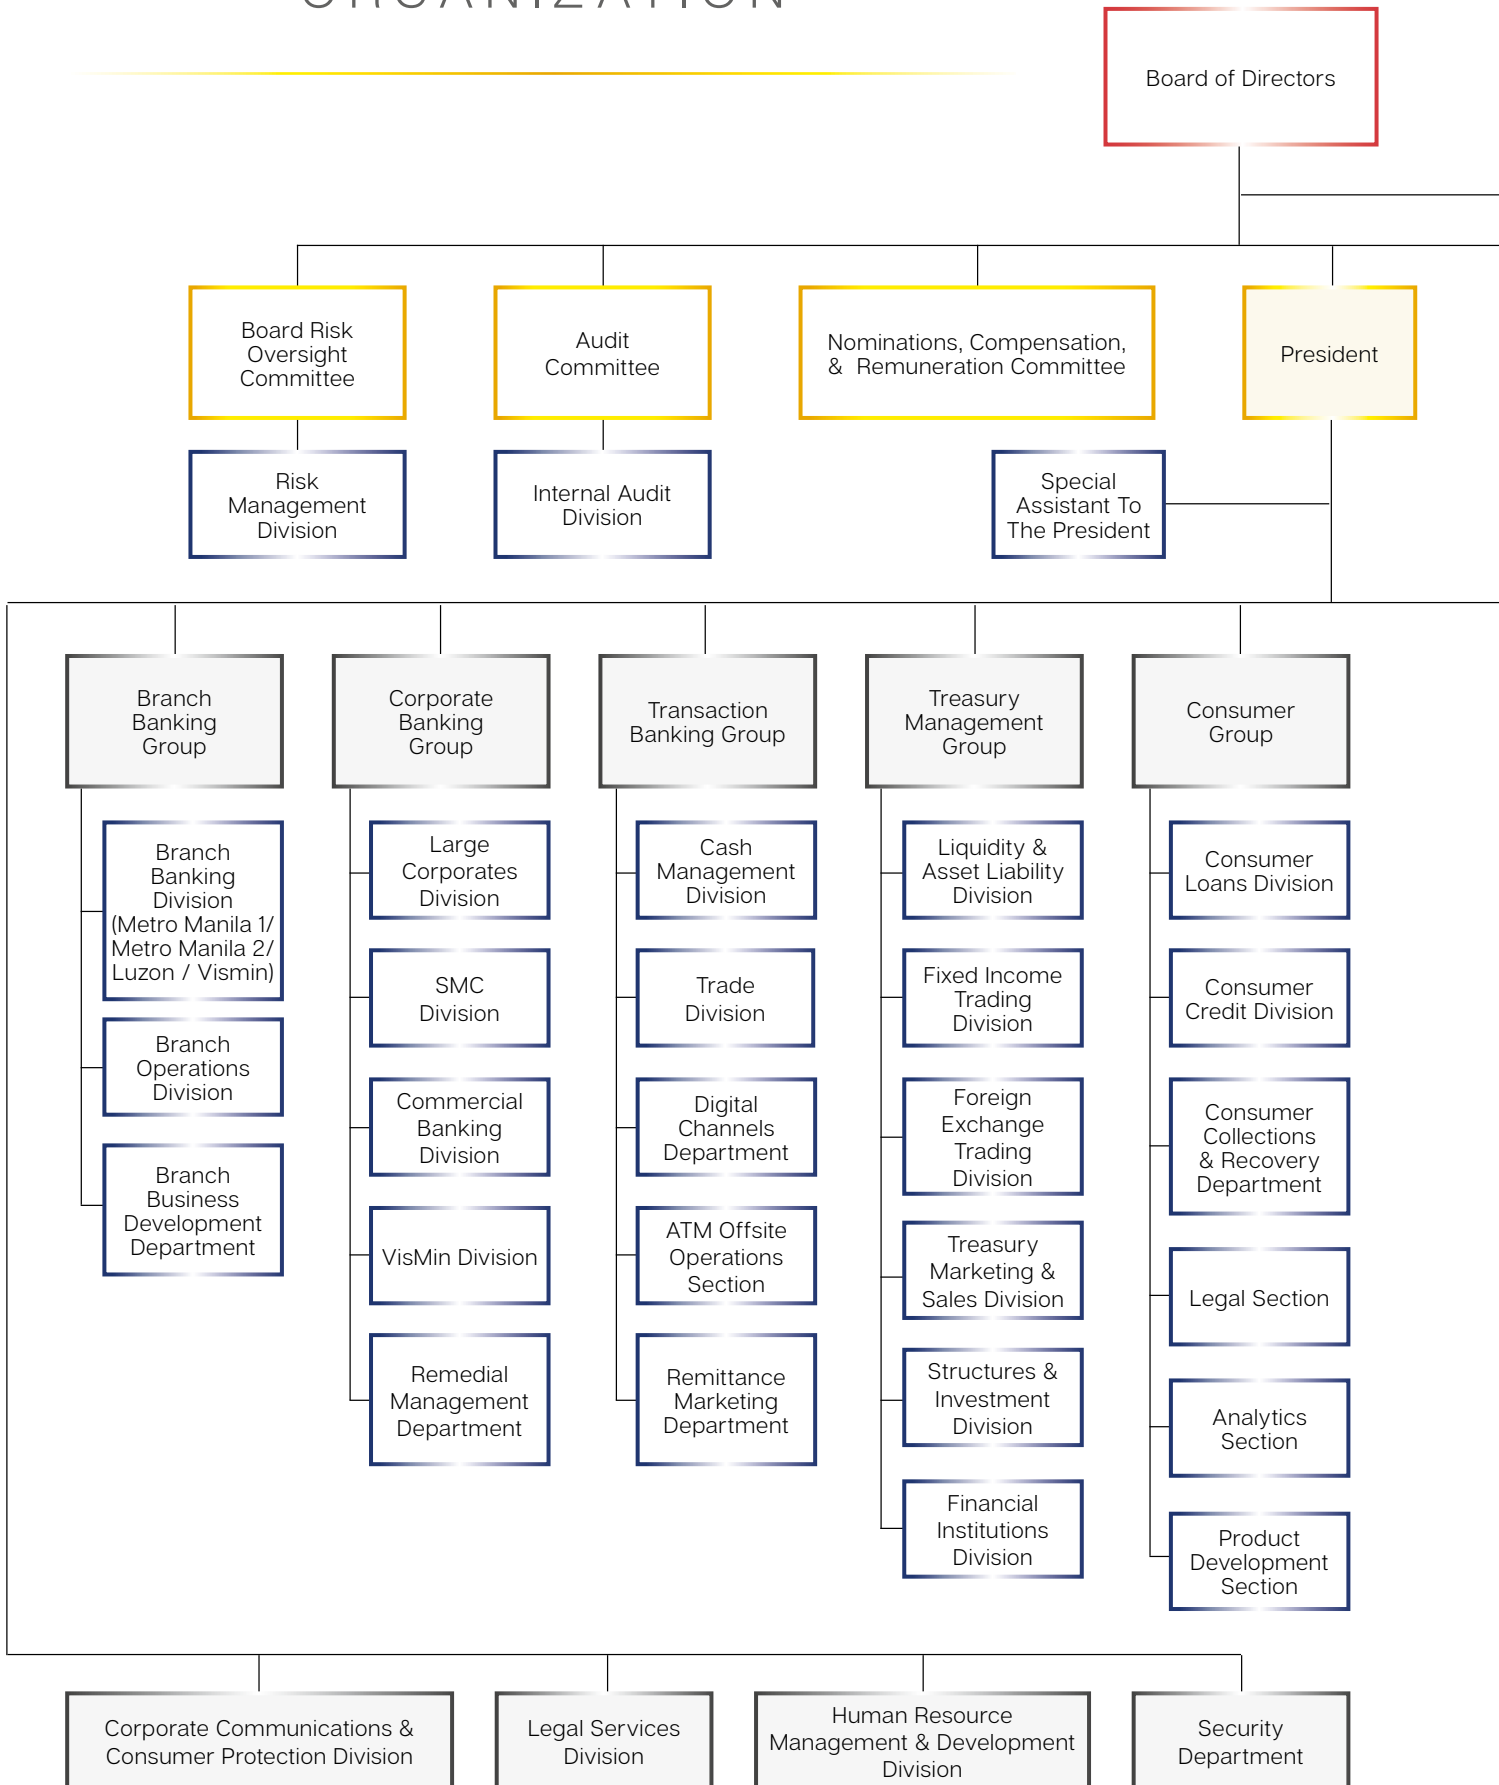 ORGANIZATION
Board of Directors
Board Risk
Oversight
Committee
Audit
Committee
Nominations, Compensation,
& Remuneration Committee
President
Risk
Management
Division
Internal Audit
Division
Special
Assistant To
The President
Branch
Banking
Group
Corporate
Banking
Group
Transaction
Banking Group
Treasury
Management
Group
Consumer
Group
Branch
Banking
Division
(Metro Manila 1/
Metro Manila 2/
Luzon / Vismin)
Branch
Operations
Division
Branch
Business
Development
Department
Large
Corporates
Division
SMC
Division
Commercial
Banking
Division
VisMin Division
Remedial
Management
Department
Cash
Management
Division
Trade
Division
Digital
Channels
Department
ATM Offsite
Operations
Section
Remittance
Marketing
Department
Liquidity &
Asset Liability
Division
Fixed Income
Trading
Division
Foreign
Exchange
Trading
Division
Treasury
Marketing &
Sales Division
Structures &
Investment
Division
Financial
Institutions
Division
Consumer
Loans Division
Consumer
Credit Division
Consumer
Collections
& Recovery
Department
Legal Section
Analytics
Section
Product
Development
Section
Corporate Communications &
Consumer Protection Division
Legal Services
Division
Human Resource
Management & Development
Division
Security
Department